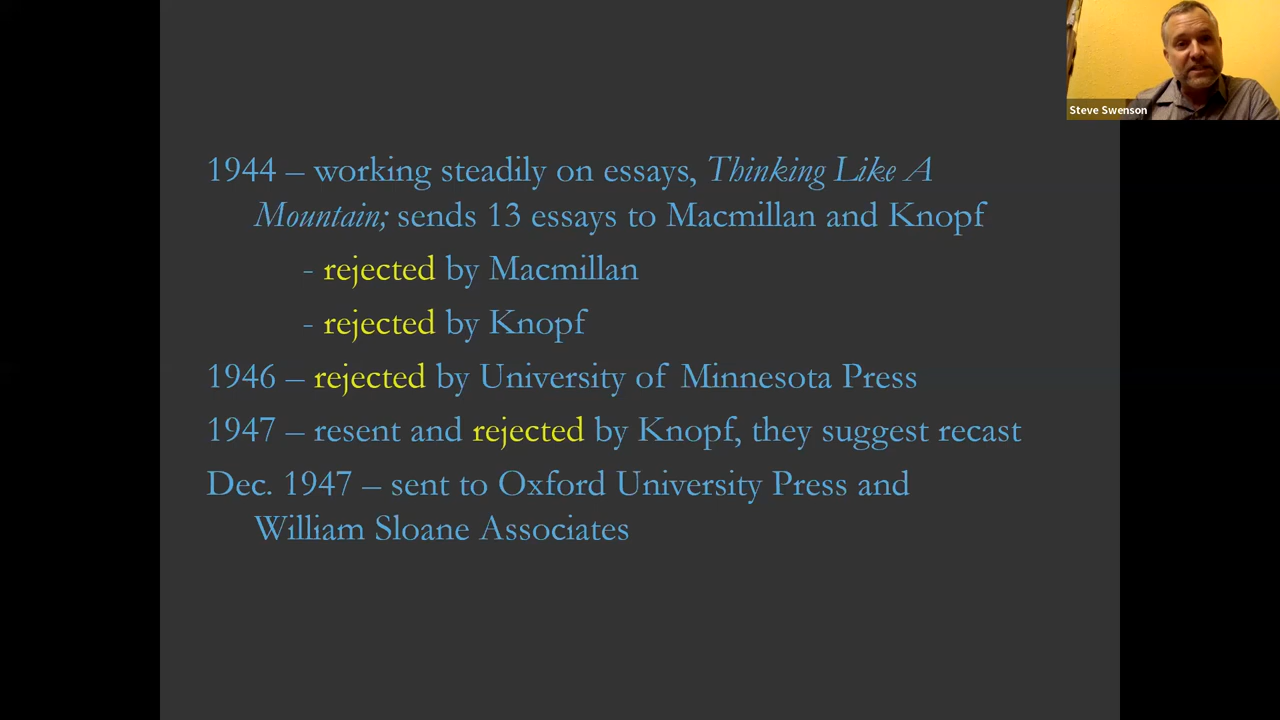 Steve Swenson
1944 – working steadily on essays, Thinking Like A
Mountain; sends 13 essays to Macmillan and Knopf
- rejected by Macmillan
- rejected by Knopf
1946 – rejected by University of Minnesota Press
1947 – resent and rejected by Knopf, they suggest recast
Dec. 1947 – sent to Oxford University Press and
William Sloane Associates